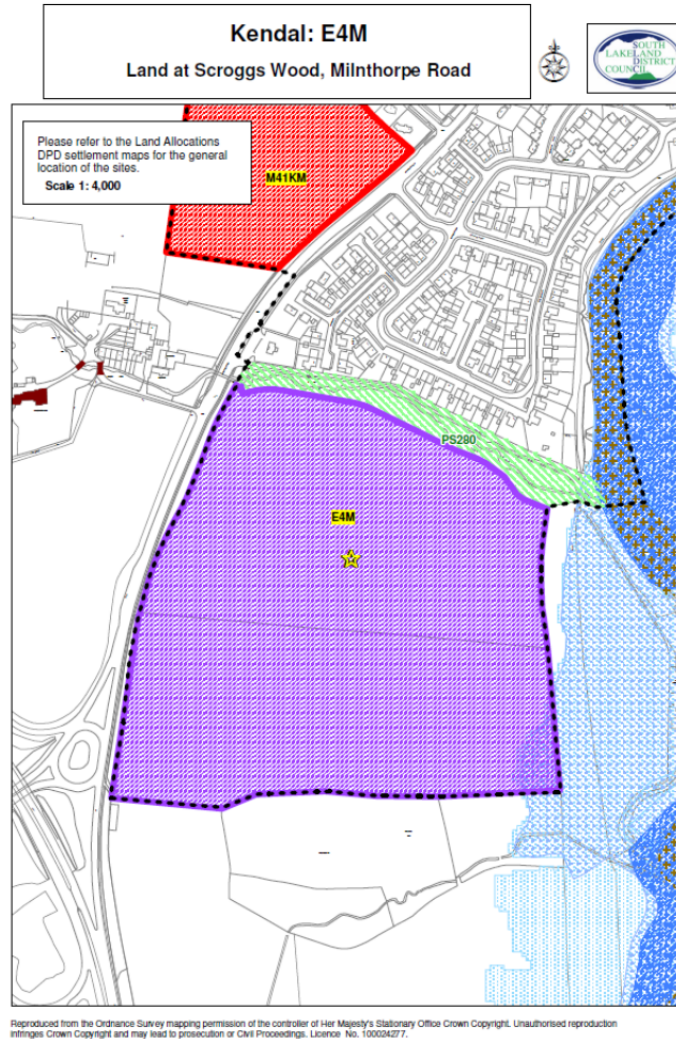 Kendal: E4M
Land at Scroggs Wood, Milnthorpe Road
SOUTH
LAKELAND
DISTRICT
COUNCIL
Please refer to the Land Allocations
DPD settlement maps for the general
location of the sites.
Scale 1: 4,000
M41KM
PS280
E4M
Reproduced from the Ordnance Survey mapping permission of the controller of Her Majesty's Stationary Office Crown Copyright. Unauthorised reproduction
infringes Crown Copyright and may lead to prosecution or Civil Proceedings. Licence No. 100024277.